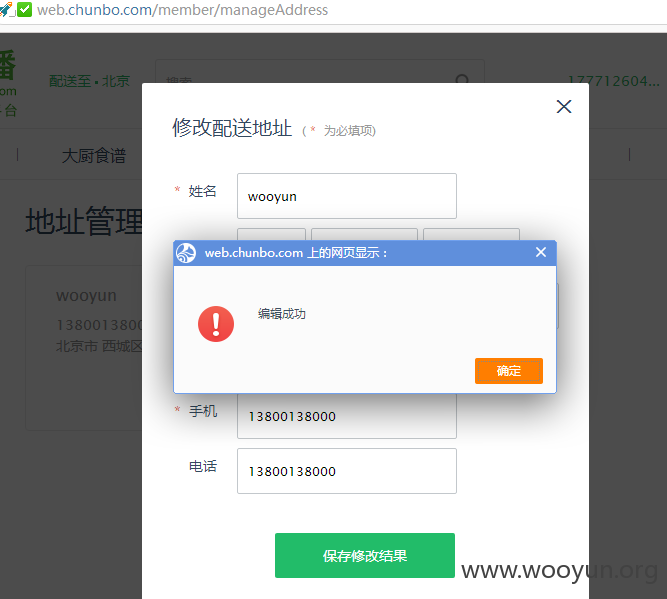 web.chunbo.com/member/manageAddress
播
配送至·北京
搜索
177712604...
om
台
大厨食谱
地址管理
修改配送地址 ( * 为必填项)
* 姓名
wooyun
web.chunbo.com 上的网页显示：
编辑成功
确定
wooyun
1380013800
北京市 西城区
* 手机
13800138000
电话
13800138000
保存修改结果
www.wooyun.org